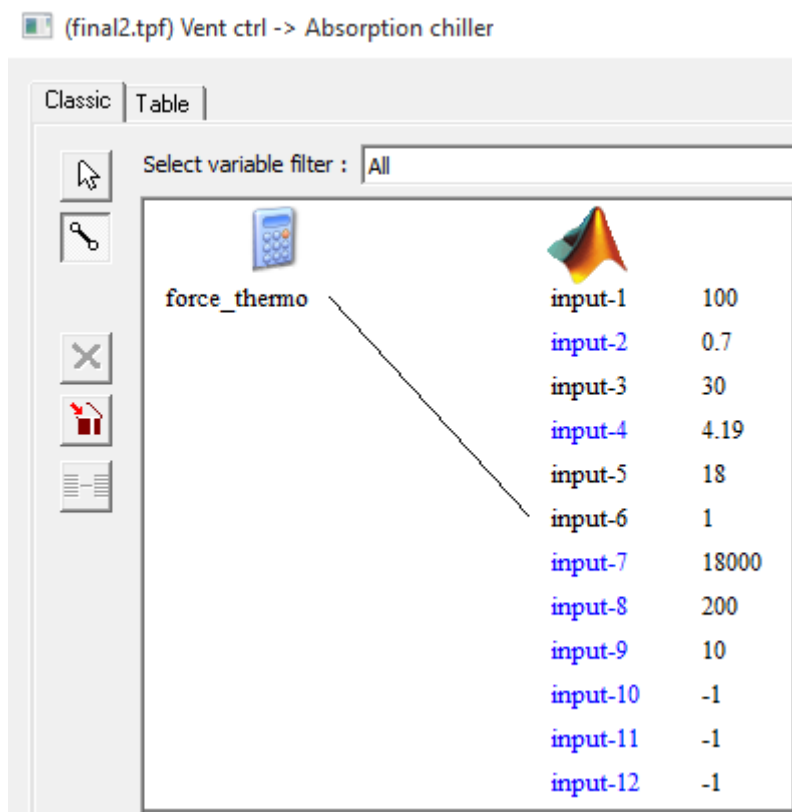 (final2.tpf) Vent ctrl -> Absorption chiller
Classic Table
Select variable filter : All
force_thermo input-1 100
input-2 0.7
input-3 30
input-4 4.19
input-5 18
input-6 1
input-7 18000
input-8 200
input-9 10
input-10 -1
input-11 -1
input-12 -1